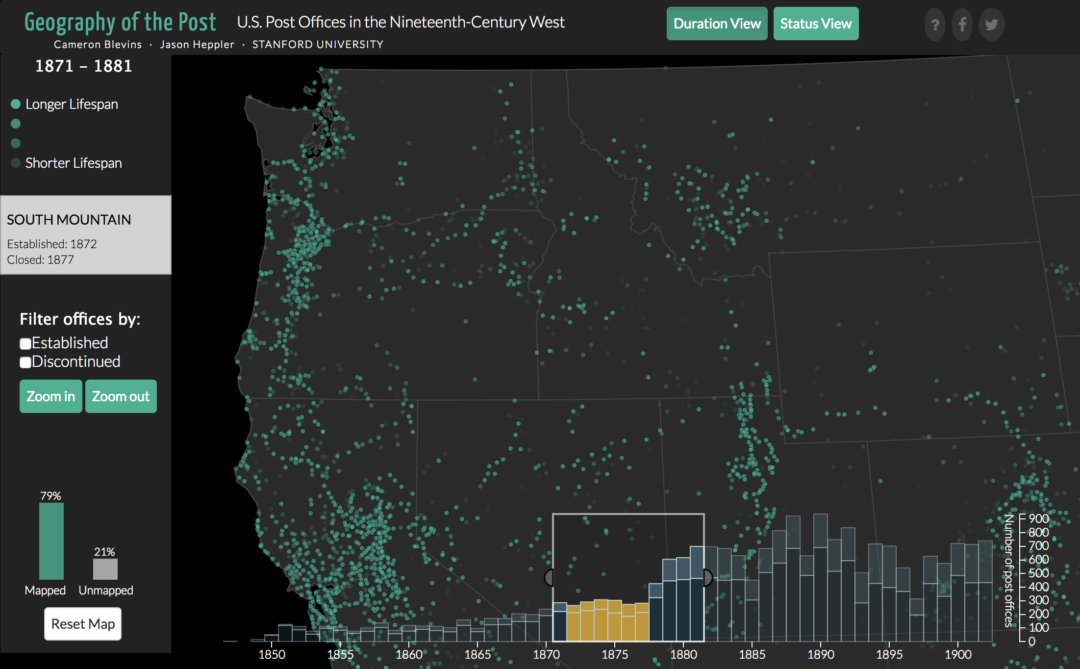 Geography of the Post
U.S. Post Offices in the Nineteenth-Century West
Duration View
Status View
?
Cameron Blevins · Jason Heppler · STANFORD UNIVERSITY
1871 – 1881
Longer Lifespan
Shorter Lifespan
SOUTH MOUNTAIN
Established: 1872
Closed: 1877
Filter offices by:
Established
Discontinued
Zoom in
Zoom out
79%
21%
Mapped
Unmapped
Reset Map
Number of post offices
900
800
700
600
500
400
300
200
100
0
1850
1855
1860
1865
1870
1875
1880
1885
1890
1895
1900